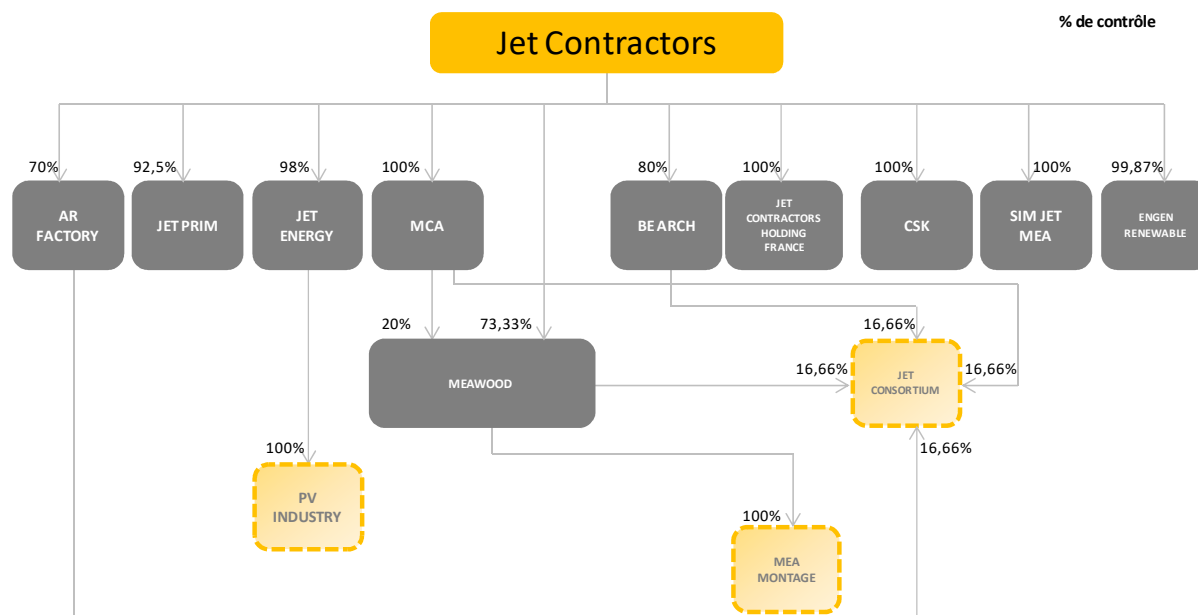 Jet Contractors
% de contrôle
70%
92,5%
98%
100%
80%
100%
100%
100%
99,87%
AR
FACTORY
JET PRIM
JET
ENERGY
MCA
BE ARCH
JET
CONTRACTORS
HOLDING
FRANCE
CSK
SIM JET
MEA
ENGEN
RENEWABLE
20%
73,33%
16,66%
MEAWOOD
16,66%
JET
CONSORTIUM
16,66%
100%
16,66%
PV
INDUSTRY
100%
MEA
MONTAGE